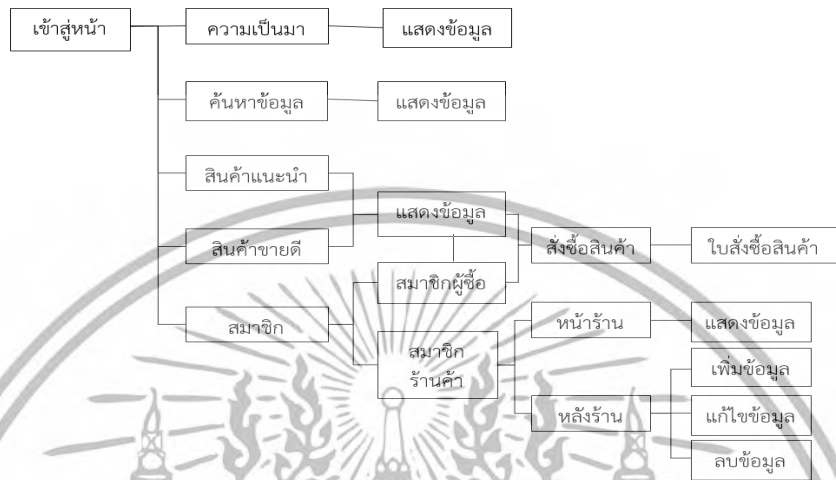 เข้าสู่หน้า
ความเป็นมา
แสดงข้อมูล
ค้นหาข้อมูล
แสดงข้อมูล
สินค้าแนะนำ
แสดงข้อมูล
สินค้าขายดี
สั่งซื้อสินค้า
ใบสั่งซื้อสินค้า
สมาชิกผู้ซื้อ
สมาชิก
หน้าร้าน
แสดงข้อมูล
สมาชิก
ร้านค้า
เพิ่มข้อมูล
หลังร้าน
แก้ไขข้อมูล
ลบข้อมูล